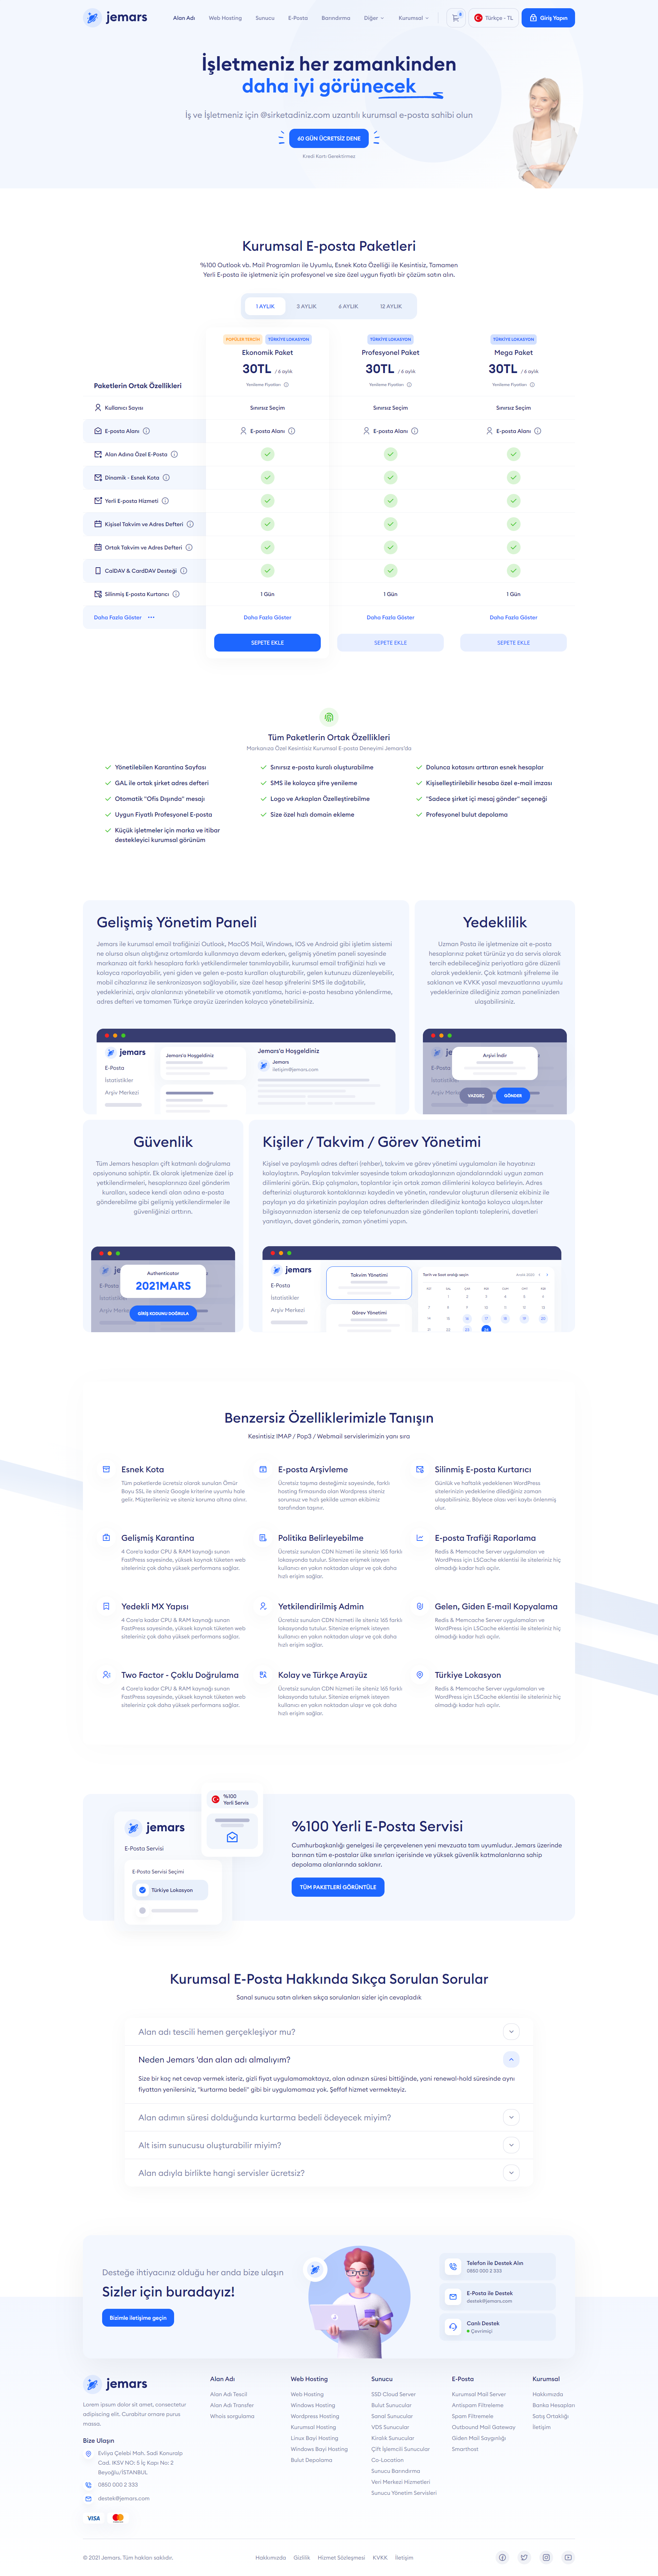 jemars
Alan Adı
Web Hosting
Sunucu
E-Posta
Barındırma
Diğer
Kurumsal
Türkçe - TL
Giriş Yapın
İşletmeniz her zamankinden
daha iyi görünecek
İş ve İşletmeniz için @sirketadiniz.com uzantılı kurumsal e-posta sahibi olun
60 GÜN ÜCRETSİZ DENE
Kredi Kartı Gerektirmez
Kurumsal E-posta Paketleri
%100 Outlook vb. Mail Programları ile Uyumlu, Esnek Kota Özelliği ile Kesintisiz, Tamamen
Yerli E-posta ile işletmeniz için profesyonel ve size özel uygun fiyatlı bir çözüm satın alın.
1 AYLIK
3 AYLIK
6 AYLIK
12 AYLIK
POPÜLER TERCİH
TÜRKİYE LOKASYON
TÜRKİYE LOKASYON
TÜRKİYE LOKASYON
Ekonomik Paket
Profesyonel Paket
Mega Paket
30TL / 6 aylık
30TL / 6 aylık
30TL / 6 aylık
Yenileme Fiyatları
Yenileme Fiyatları
Yenileme Fiyatları
Paketlerin Ortak Özellikleri
Kullanıcı Sayısı
Sınırsız Seçim
Sınırsız Seçim
Sınırsız Seçim
E-posta Alanı
E-posta Alanı
E-posta Alanı
E-posta Alanı
Alan Adına Özel E-Posta
Dinamik - Esnek Kota
Yerli E-posta Hizmeti
Kişisel Takvim ve Adres Defteri
Ortak Takvim ve Adres Defteri
CalDAV & CardDAV Desteği
Silinmiş E-posta Kurtarıcı
1 Gün
1 Gün
1 Gün
Daha Fazla Göster
Daha Fazla Göster
Daha Fazla Göster
Daha Fazla Göster
SEPETE EKLE
SEPETE EKLE
SEPETE EKLE
Tüm Paketlerin Ortak Özellikleri
Markanıza Özel Kesintisiz Kurumsal E-posta Deneyimi Jemars'da
Yönetilebilen Karantina Sayfası
Sınırsız e-posta kuralı oluşturabilme
Dolunca kotasını arttıran esnek hesaplar
GAL ile ortak şirket adres defteri
SMS ile kolayca şifre yenileme
Kişiselleştirilebilir hesaba özel e-mail imzası
Otomatik "Ofis Dışında" mesajı
Logo ve Arkaplan Özelleştirebilme
"Sadece şirket içi mesaj gönder" seçeneği
Uygun Fiyatlı Profesyonel E-posta
Size özel hızlı domain ekleme
Profesyonel bulut depolama
Küçük işletmeler için marka ve itibar
destekleyici kurumsal görünüm
Gelişmiş Yönetim Paneli
Jemars ile kurumsal email trafiğinizi Outlook, MacOS Mail, Windows, IOS ve Android gibi işletim sistemi
ne olursa olsun alıştığınız ortamlarda kullanmaya devam ederken, gelişmiş yönetim paneli sayesinde
markanıza ait farklı hesapları farklı yetkilendirmeler tanımlayabilir, kurumsal email trafiğinizi hızlı ve
kolayca raporlayabilir, yeni giden ve gelen e-posta kuralları oluşturabilir, gelen kutunuzu düzenleyebilir,
mobil cihazlarınız ile senkronizasyon sağlayabilir, size özel hesap şifrelerini SMS ile dağıtabilir,
yedeklerinizi, arşiv alanlarınızı yönetebilir ve otomatik yanıtlama, harici e-posta hesabına yönlendirme,
adres defteri ve tamamen Türkçe arayüz üzerinden kolayca yönetebilirsiniz.
jemars
E-Posta
İstatistikler
Arşiv Merkezi
Jemars'a Hoşgeldiniz
Jemars'a Hoşgeldiniz
Jemars
iletişim@jemars.com
Yedeklilik
Uzman Posta ile işletmenize ait e-posta
hesaplarınız paket türünüz ya da servis olarak
tercih edilen yedekleme periyotlara göre düzenli
olarak yedeklenir. Çok katmanlı şifreleme ile
saklanan ve KVKK yasal mevzuatlarına uyumlu
yedeklerinize dilediğiniz zaman panelinizden
ulaşabilirsiniz.
E-Posta
İstatistikler
Arşiv Merkezi
Arşivi İndir
VAZGEÇ
GÖNDER
Güvenlik
Tüm Jemars hesapları çift katmanlı doğrulama
opsiyonuna sahiptir. Ek olarak işletmenize özel ip
yetkilendirmeleri, hesaplarınıza özel gönderim
kuralları, sadece kendi alan adına e-posta
gönderebilme gibi gelişmiş yetkilendirmeler ile
güvenliğinizi arttırın.
E-Posta
İstatistikler
Arşiv Merkezi
Authenticator
2021MARS
GİRİŞ KODUNU DOĞRULA
Kişiler / Takvim / Görev Yönetimi
Kişisel ve paylaşımlı adres defteri (rehber), takvim ve görev yönetimi uygulamaları ile hayatınızı
kolaylaştırın. Paylaşılan takvimler sayesinde takım arkadaşlarınızın ajandalarındaki uygun zaman
dilimlerini görün. Ekip çalışmaları, toplantılar için ortak zaman dilimlerini kolayca belirleyin. Adres
defterinizi oluşturarak kontaklarınızı kaydedin ve yönetin, randevular oluşturun dilerseniz ekibiniz ile
paylaşın ya da şirketinizin paylaşılan adres defterinden dilediğiniz kontağa kolayca ulaşın.İster
bilgisayarınızdan isterseniz de cep telefonunuzdan size gönderilen toplantı taleplerini, davetleri
yanıtlayın, davet gönderin, zaman yönetimi yapın.
jemars
E-Posta
İstatistikler
Arşiv Merkezi
Takvim Yönetimi
Görev Yönetimi
Tarih ve Saat aralığı seçin
Benzersiz Özelliklerimizle Tanışın
Kesintisiz IMAP / Pop3 / Webmail servislerimizin yanı sıra
Esnek Kota
Tüm paketlerde ücretsiz olarak sunulan Ömür
Boyu SSL ile siteniz Google kriterine uyumlu hale
gelir. Müşterileriniz ve siteniz koruma altına alınır.
E-posta Arşivleme
Ücretsiz taşıma desteğimiz sayesinde, farklı
hosting firmasında olan Wordpress siteniz
sorunsuz ve hızlı şekilde uzman ekibimiz
tarafından taşınır.
Silinmiş E-posta Kurtarıcı
Günlük ve haftalık yedeklenen WordPress
sitelerinizin yedeklerine dilediğiniz zaman
ulaşabilirsiniz. Böylece olası veri kaybı önlenmiş
olur.
Gelişmiş Karantina
4 Core'a kadar CPU & RAM kaynağı sunan
FastPress sayesinde, yüksek kaynak tüketen web
siteleriniz çok daha yüksek performans sağlar.
Politika Belirleyebilme
Ücretsiz sunulan CDN hizmeti ile siteniz 165 farklı
lokasyonda tutulur. Sitenize erişmek isteyen
kullanıcı en yakın noktadan ulaşır ve çok daha
hızlı erişim sağlar.
E-posta Trafiği Raporlama
Redis & Memcache Server uygulamaları ve
WordPress için LSCache eklentisi ile siteleriniz hiç
olmadığı kadar hızlı açılır.
Yedekli MX Yapısı
4 Core'a kadar CPU & RAM kaynağı sunan
FastPress sayesinde, yüksek kaynak tüketen web
siteleriniz çok daha yüksek performans sağlar.
Yetkilendirilmiş Admin
Ücretsiz sunulan CDN hizmeti ile siteniz 165 farklı
lokasyonda tutulur. Sitenize erişmek isteyen
kullanıcı en yakın noktadan ulaşır ve çok daha
hızlı erişim sağlar.
Gelen, Giden E-mail Kopyalama
Redis & Memcache Server uygulamaları ve
WordPress için LSCache eklentisi ile siteleriniz hiç
olmadığı kadar hızlı açılır.
Two Factor - Çoklu Doğrulama
4 Core'a kadar CPU & RAM kaynağı sunan
FastPress sayesinde, yüksek kaynak tüketen web
siteleriniz çok daha yüksek performans sağlar.
Kolay ve Türkçe Arayüz
Ücretsiz sunulan CDN hizmeti ile siteniz 165 farklı
lokasyonda tutulur. Sitenize erişmek isteyen
kullanıcı en yakın noktadan ulaşır ve çok daha
hızlı erişim sağlar.
Türkiye Lokasyon
Redis & Memcache Server uygulamaları ve
WordPress için LSCache eklentisi ile siteleriniz hiç
olmadığı kadar hızlı açılır.
jemars
E-Posta Servisi
E-Posta Servisi Seçimi
Türkiye Lokasyon
%100
Yerli Servis
%100 Yerli E-Posta Servisi
Cumhurbaşkanlığı genelgesi ile çerçevelenen yeni mevzuata tam uyumludur. Jemars üzerinde
barınan tüm e-postalar ülke sınırları içerisinde ve yüksek güvenlik katmalalarına sahip
depolama alanlarında saklanır.
TÜM PAKETLERİ GÖRÜNTÜLE
Kurumsal E-Posta Hakkında Sıkça Sorulan Sorular
Sanal sunucu satın alırken sıkça sorulanları sizler için cevapladık
Alan adı tescili hemen gerçekleşiyor mu?
Neden Jemars 'dan alan adı almalıyım?
Size bir kaç net cevap vermek isteriz, gizli fiyat uygulamamaktayız, alan adınızın süresi bittiğinde, yani renewal-hold süresinde aynı
fiyattan yenilersiniz, "kurtarma bedeli" gibi bir uygulamamız yok. Şeffaf hizmet vermekteyiz.
Alan adımın süresi dolduğunda kurtarma bedeli ödeyecek miyim?
Alt isim sunucusu oluşturabilir miyim?
Alan adıyla birlikte hangi servisler ücretsiz?
Desteğe ihtiyacınız olduğu her anda bize ulaşın
Sizler için buradayız!
Bizimle iletişime geçin
Telefon ile Destek Alın
0850 000 2 333
E-Posta ile Destek
destek@jemars.com
Canlı Destek
Çevrimiçi
jemars
Lorem ipsum dolor sit amet, consectetur
adipiscing elit. Curabitur ornare purus
massa.
Bize Ulaşın
Evliya Çelebi Mah. Sadi Konuralp
Cad. IKSV NO: 5 İç Kapı No: 2
Beyoğlu/İSTANBUL
0850 000 2 333
destek@jemars.com
VISA
Alan Adı
Alan Adı Tescil
Alan Adı Transfer
Whois sorgulama
Web Hosting
Web Hosting
Windows Hosting
Wordpress Hosting
Kurumsal Hosting
Linux Bayi Hosting
Windows Bayi Hosting
Bulut Depolama
Sunucu
SSD Cloud Server
Bulut Sunucular
Sanal Sunucular
VDS Sunucular
Kiralık Sunucular
Çift İşlemcili Sunucular
Co-Location
Sunucu Barındırma
Veri Merkezi Hizmetleri
Sunucu Yönetim Servisleri
E-Posta
Kurumsal Mail Server
Antispam Filtreleme
Spam Filtremele
Outbound Mail Gateway
Giden Mail Saygınlığı
Smarthost
Kurumsal
Hakkımızda
Banka Hesapları
Satış Ortaklığı
İletişim
© 2021 Jemars. Tüm hakları saklıdır.
Hakkımızda
Gizlilik
Hizmet Sözleşmesi
KVKK
İletişim